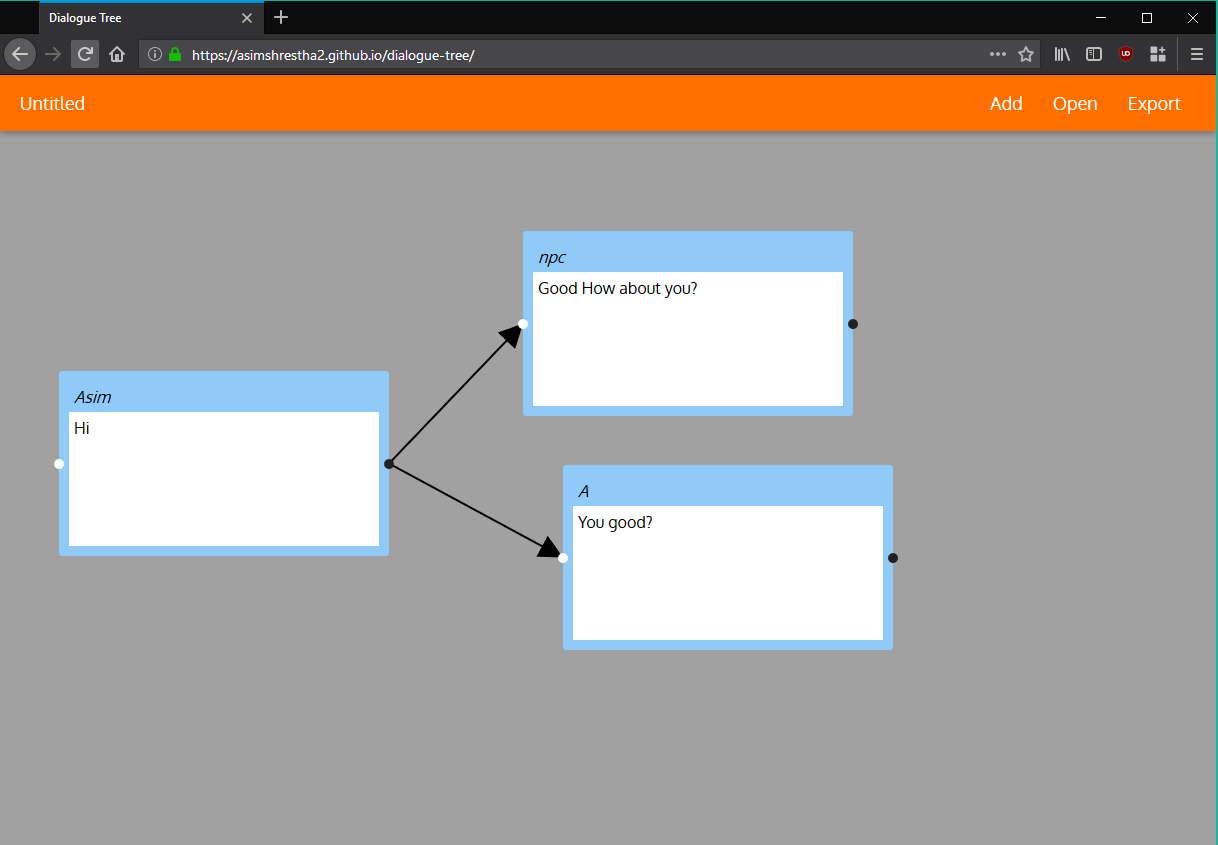 Dialogue Tree
https://asimshrestha2.github.io/dialogue-tree/
Untitled
Add
Open
Export
npc
Good How about you?
Asim
Hi
A
You good?